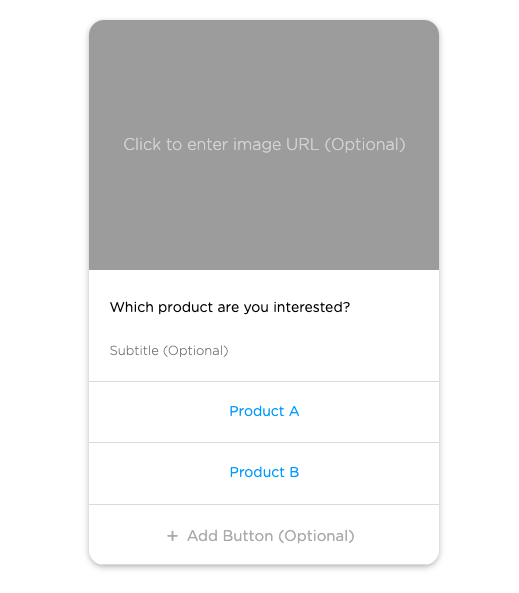 Click to enter image URL (Optional)
Which product are you interested?
Subtitle (Optional)
Product A
Product B
+ Add Button (Optional)